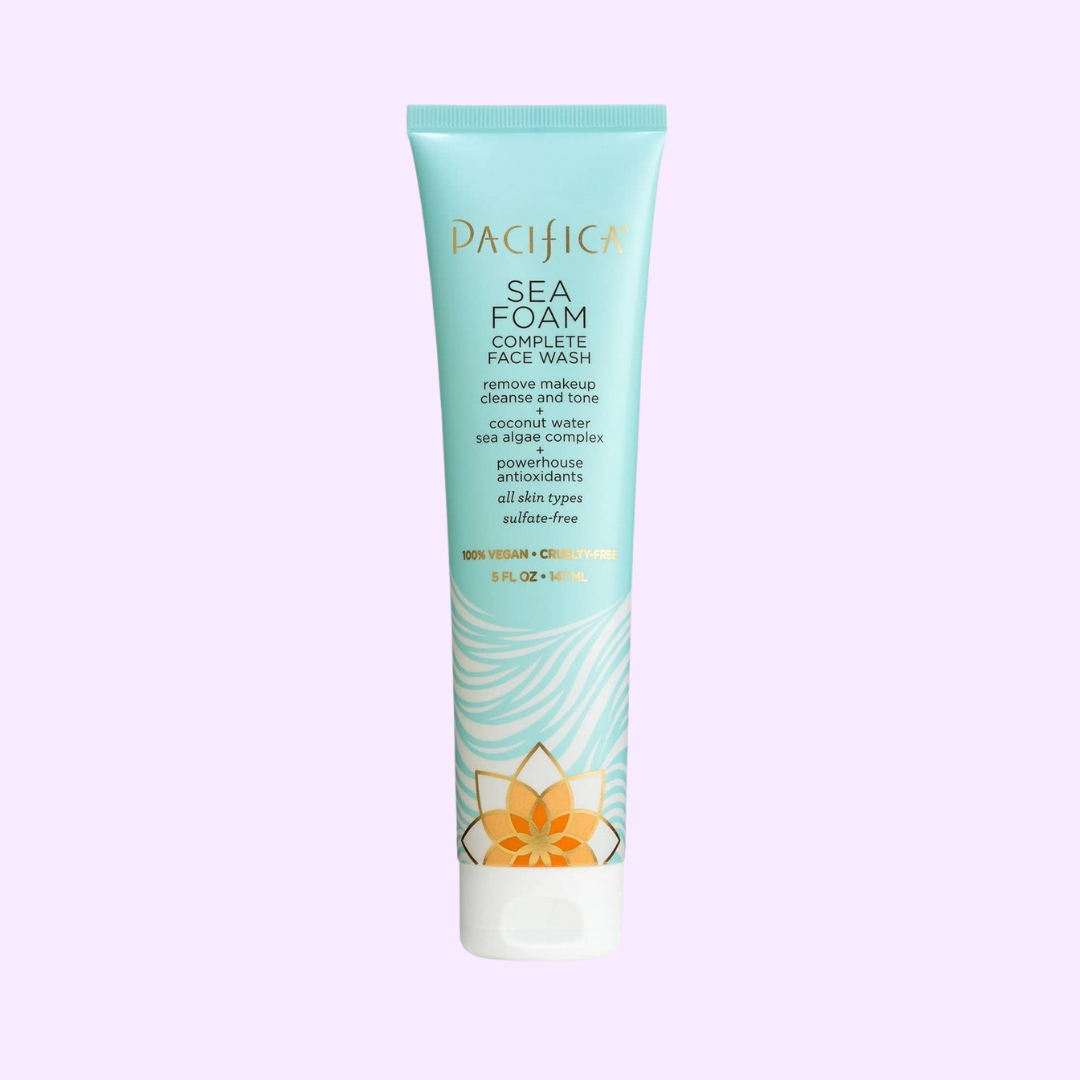 PACIFICA
SEA
FOAM
COMPLETE
FACE WASH
remove makeup
cleanse and tone
+
coconut water
sea algae complex
+
powerhouse
antioxidants
all skin types
sulfate-free
100% VEGAN • CRUELTY-FREE
5 FL OZ • 147 ML